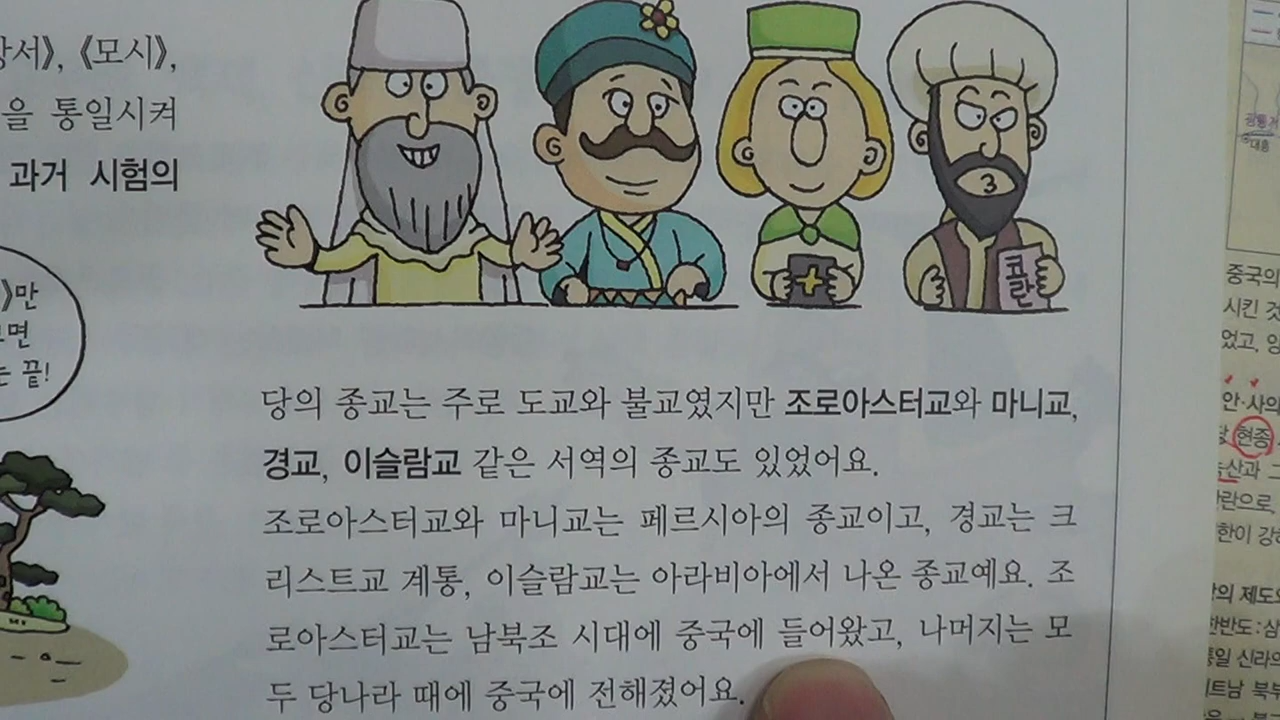 상서》, 《모시》,
을 통일시켜
과거 시험의
》만
면
는 끝!
코란
당의 종교는 주로 도교와 불교였지만 조로아스터교와 마니교,
경교, 이슬람교 같은 서역의 종교도 있었어요.
조로아스터교와 마니교는 페르시아의 종교이고, 경교는 크
리스트교 계통, 이슬람교는 아라비아에서 나온 종교예요. 조
로아스터교는 남북조 시대에 중국에 들어왔고, 나머지는 모
두 당나라 때에 중국에 전해졌어요.
대흥
중국의
시킨 것
었고,
안·사의
현종
산과 그
란으로,
한이 강
의 제도
한반도:삼
통일 신라의
트남 북부